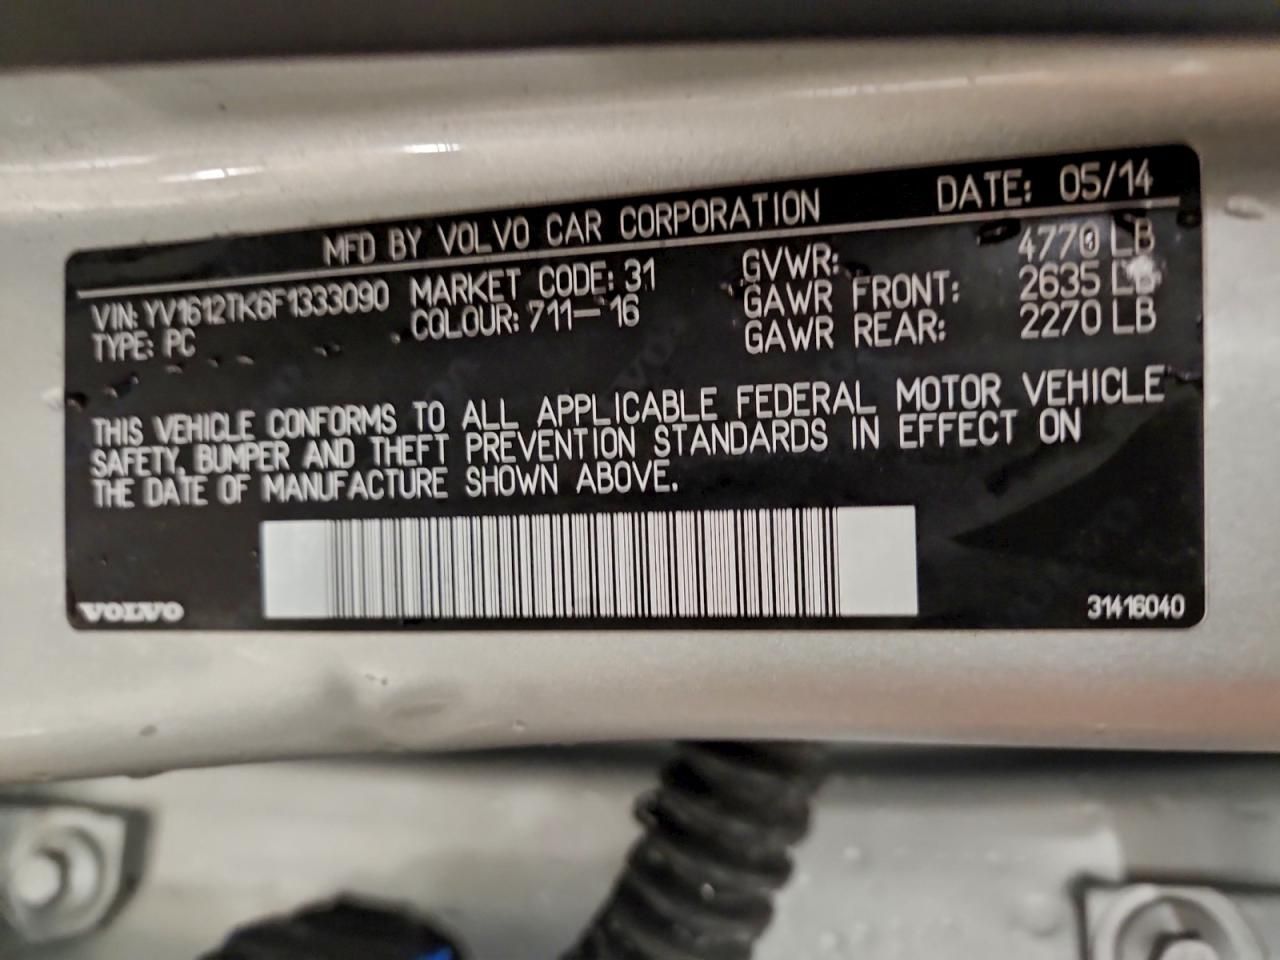 MFD BY VOLVO CAR CORPORATION DATE: 05/14
VIN: YV1612TK6F1333090 MARKET CODE: 31 GVWR: 4770 LB
TYPE: PC COLOUR: 711-16 GAWR FRONT: 2635 LB
GAWR REAR: 2270 LB
THIS VEHICLE CONFORMS TO ALL APPLICABLE FEDERAL MOTOR VEHICLE
SAFETY, BUMPER AND THEFT PREVENTION STANDARDS IN EFFECT ON
THE DATE OF MANUFACTURE SHOWN ABOVE.
VOLVO 31416040